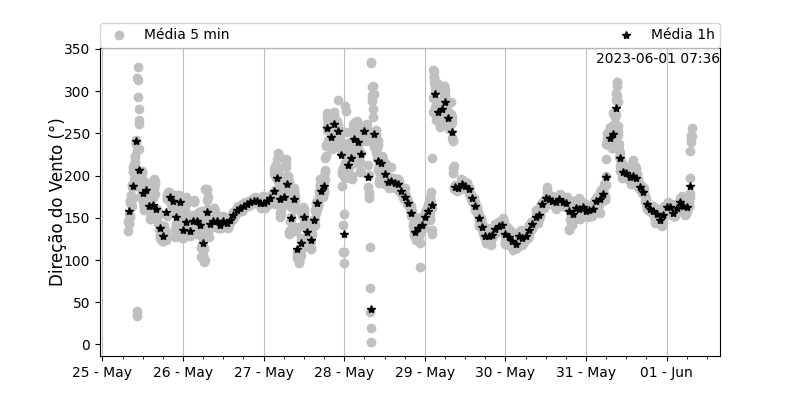 Média 5 min
Média 1h
2023-06-01 07:36
Direção do Vento (°)
350
300
250
200
150
100
50
0
25 - May
26 - May
27 - May
28 - May
29 - May
30 - May
31 - May
01 - Jun